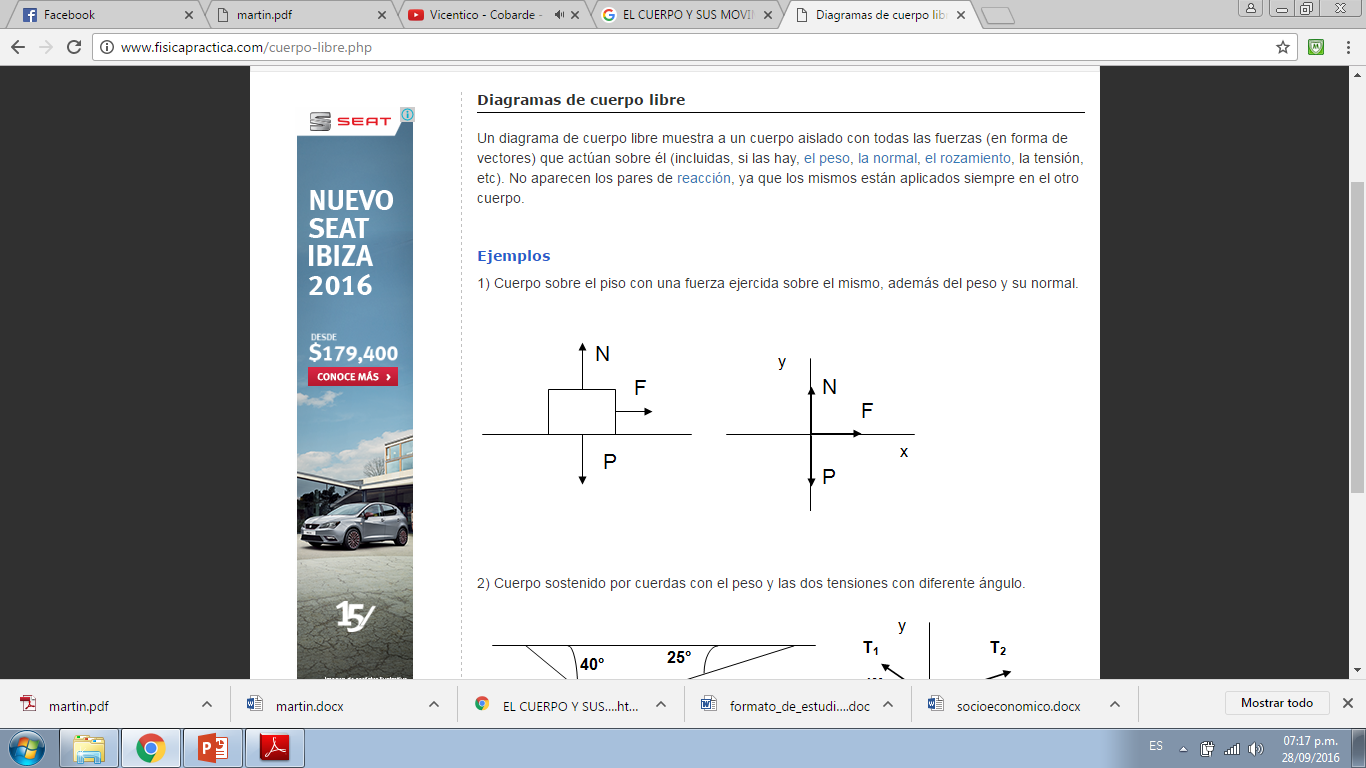 Facebook
martin.pdf
Vicentico - Cobarde -
EL CUERPO Y SUS MOVI
Diagramas de cuerpo lib
www.fisicapractica.com/cuerpo-libre.php
SEAT
NUEVO
SEAT
IBIZA
2016
DESDE
$179,400
CONOCE MÁS
15/
Diagramas de cuerpo libre
Un diagrama de cuerpo libre muestra a un cuerpo aislado con todas las fuerzas (en forma de
vectores) que actúan sobre él (incluidas, si las hay, el peso, la normal, el rozamiento, la tensión,
etc). No aparecen los pares de reacción, ya que los mismos están aplicados siempre en el otro
cuerpo.
Ejemplos
1) Cuerpo sobre el piso con una fuerza ejercida sobre el mismo, además del peso y su normal.
N
F
P
y
N
F
x
P
2) Cuerpo sostenido por cuerdas con el peso y las dos tensiones con diferente ángulo.
40°
25°
y
T1
T2
martin.pdf
martin.docx
EL CUERPO Y SUS....ht...
formato_de_estudi....doc
socioeconomico.docx
Mostrar todo
ES
07:17 p.m.
28/09/2016